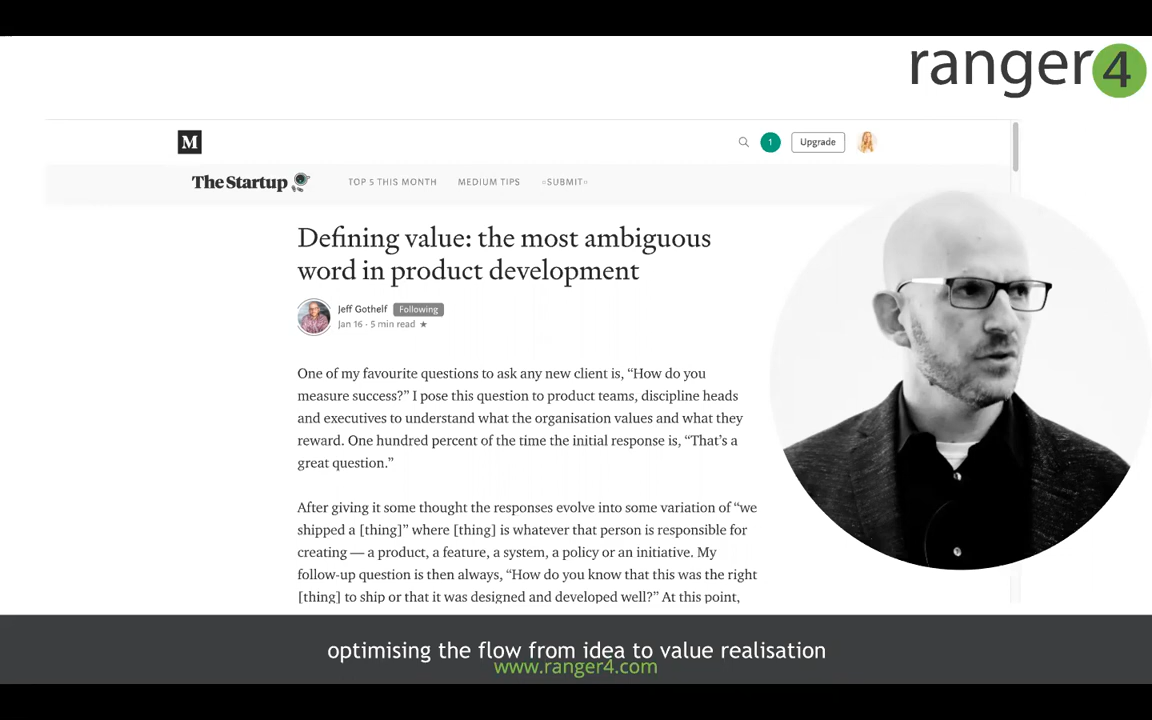 ranger4
M
1
Upgrade
The Startup
TOP 5 THIS MONTH
MEDIUM TIPS
»SUBMIT«
Defining value: the most ambiguous
word in product development
Jeff Gothelf Following
Jan 16 · 5 min read ★
One of my favourite questions to ask any new client is, “How do you
measure success?” I pose this question to product teams, discipline heads
and executives to understand what the organisation values and what they
reward. One hundred percent of the time the initial response is, “That’s a
great question.”
After giving it some thought the responses evolve into some variation of “we
shipped a [thing]” where [thing] is whatever that person is responsible for
creating — a product, a feature, a system, a policy or an initiative. My
follow-up question is then always, “How do you know that this was the right
[thing] to ship or that it was designed and developed well?” At this point,
optimising the flow from idea to value realisation
www.ranger4.com